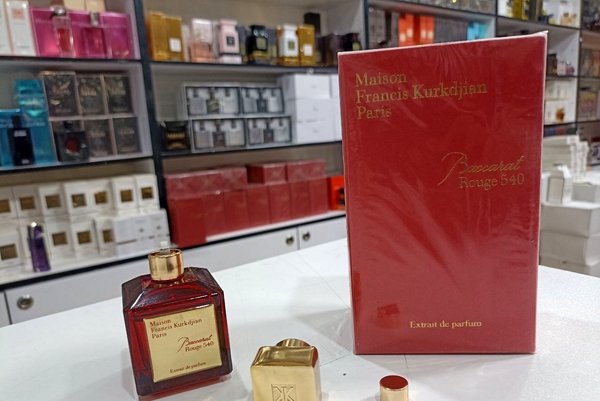 Maison
Francis Kurkdjian
Paris
Baccarat
Rouge 540
Extrait de parfum
Maison
Francis Kurkdjian
Paris
Baccarat
Rouge 540
Extrait de parfum